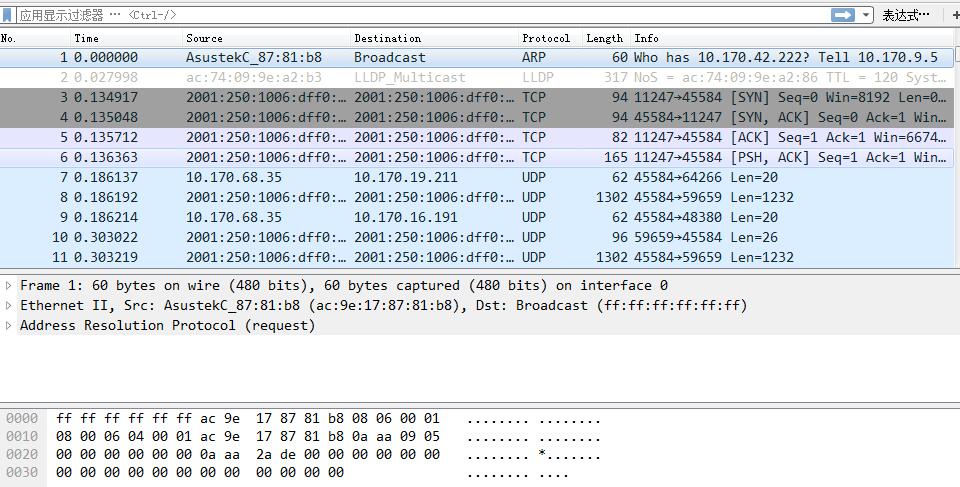 应用显示过滤器 … <Ctrl-/> 表达式… +
No. Time Source Destination Protocol Length Info
1 0.000000 AsustekC_87:81:b8 Broadcast ARP 60 Who has 10.170.42.222? Tell 10.170.9.5
2 0.027998 ac:74:09:9e:a2:b3 LLDP_Multicast LLDP 317 NoS = ac:74:09:9e:a2:86 TTL = 120 Syst…
3 0.134917 2001:250:1006:dff0:… 2001:250:1006:dff0:… TCP 94 11247→45584 [SYN] Seq=0 Win=8192 Len=0…
4 0.135048 2001:250:1006:dff0:… 2001:250:1006:dff0:… TCP 94 45584→11247 [SYN, ACK] Seq=0 Ack=1 Win…
5 0.135712 2001:250:1006:dff0:… 2001:250:1006:dff0:… TCP 82 11247→45584 [ACK] Seq=1 Ack=1 Win=6674…
6 0.136363 2001:250:1006:dff0:… 2001:250:1006:dff0:… TCP 165 11247→45584 [PSH, ACK] Seq=1 Ack=1 Win…
7 0.186137 10.170.68.35 10.170.19.211 UDP 62 45584→64266 Len=20
8 0.186192 2001:250:1006:dff0:… 2001:250:1006:dff0:… UDP 1302 45584→59659 Len=1232
9 0.186214 10.170.68.35 10.170.16.191 UDP 62 45584→48380 Len=20
10 0.303022 2001:250:1006:dff0:… 2001:250:1006:dff0:… UDP 96 59659→45584 Len=26
11 0.303219 2001:250:1006:dff0:… 2001:250:1006:dff0:… UDP 1302 45584→59659 Len=1232
Frame 1: 60 bytes on wire (480 bits), 60 bytes captured (480 bits) on interface 0
Ethernet II, Src: AsustekC_87:81:b8 (ac:9e:17:87:81:b8), Dst: Broadcast (ff:ff:ff:ff:ff:ff)
Address Resolution Protocol (request)
0000 ff ff ff ff ff ff ac 9e 17 87 81 b8 08 06 00 01 ........ ........
0010 08 00 06 04 00 01 ac 9e 17 87 81 b8 0a aa 09 05 ........ ........
0020 00 00 00 00 00 00 0a aa 2a de 00 00 00 00 00 00 ........ *.......
0030 00 00 00 00 00 00 00 00 00 00 00 00 ........ ....